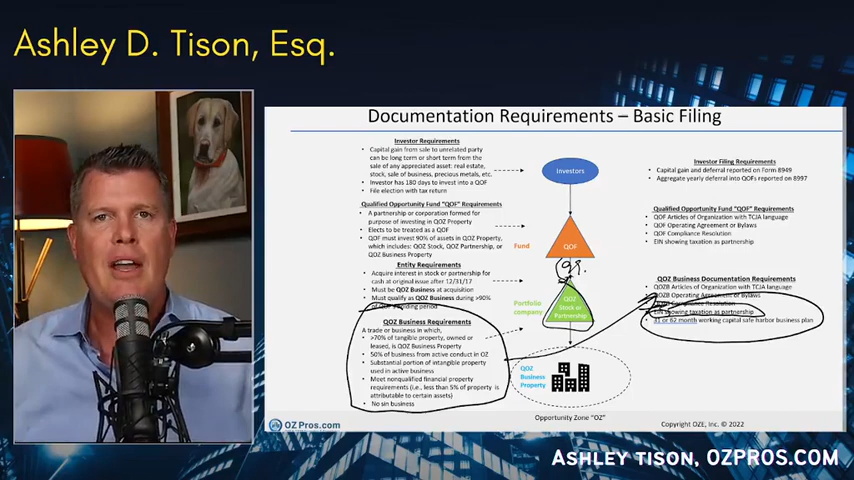 Ashley D. Tison, Esq.
Documentation Requirements – Basic Filing
Investor Requirements
• Capital gain from sale to unrelated party
can be long term or short term from the
sale of any appreciated asset: real estate,
stock, sale of business, precious metals, etc.
• Investor has 180 days to invest into a QOF
• File election with tax return
Qualified Opportunity Fund "QOF" Requirements
• A partnership or corporation formed for
purpose of investing in QOZ Property
• Elects to be treated as a QOF
• QOF must invest 90% of assets in QOZ Property,
which includes: QOZ Stock, QOZ Partnership, or
QOZ Business Property
Entity Requirements
• Acquire interest in stock or partnership for
cash at original issue after 12/31/17
• Must be QOZ Business at acquisition
• Must qualify as QOZ Business during >90%
of holding period
QOZ Business Requirements
A trade or business in which,
• >70% of tangible property, owned or
leased, is QOZ Business Property
• 50% of business from active conduct in OZ
• Substantial portion of intangible property
used in active business
• Meet nonqualified financial property
requirements (i.e., less than 5% of property is
attributable to certain assets)
• No sin business
Investors
Fund
QOF
Portfolio
company
QOZ
Stock or
Partnership
QOZ
Business
Property
Opportunity Zone "OZ"
Investor Filing Requirements
• Capital gain and deferral reported on Form 8949
• Aggregate yearly deferral into QOFs reported on 8997
Qualified Opportunity Fund "QOF" Requirements
• QOF Articles of Organization with TCJA language
• QOF Operating Agreement or Bylaws
• QOF Compliance Resolution
• EIN showing taxation as partnership
QOZ Business Documentation Requirements
• QOZB Articles of Organization with TCJA language
• QOZB Operating Agreement or Bylaws
• QOZB Compliance Resolution
• EIN showing taxation as partnership
• 31 or 62 month working capital safe harbor business plan
OZPros.com
Copyright OZE, Inc. © 2022
Ashley Tison, OZPros.com